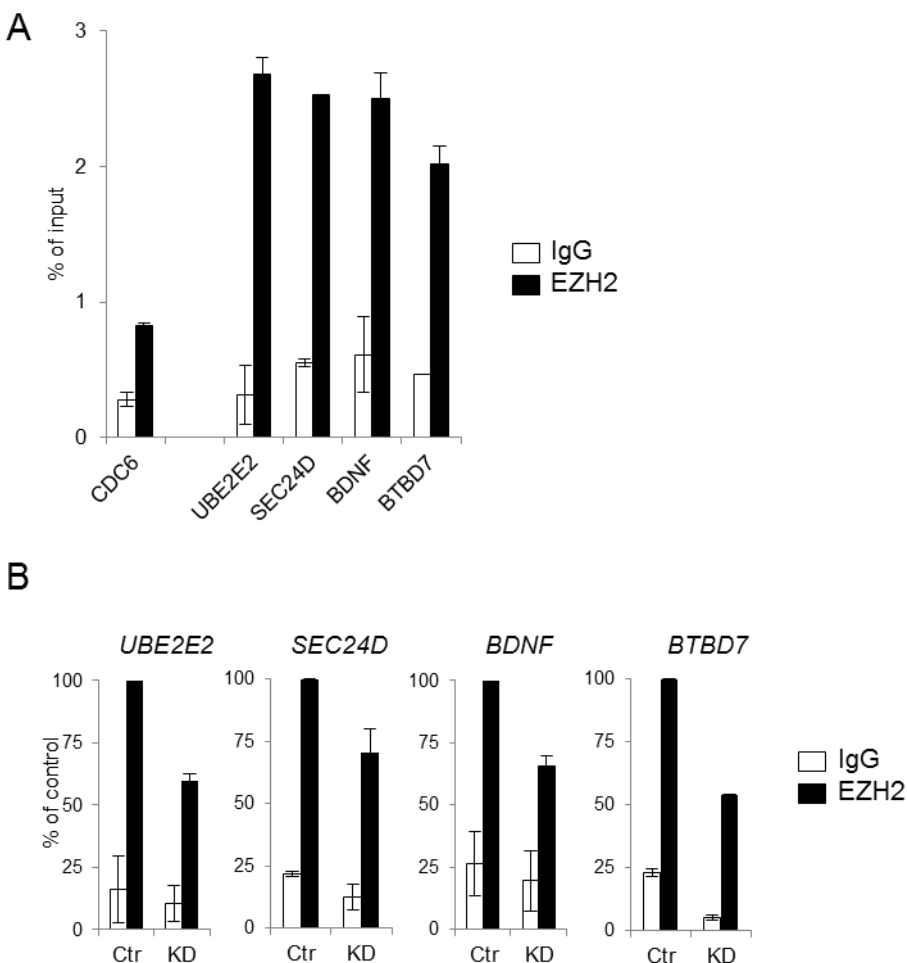 A
3
2
1
0
% of input
CDC6
UBE2E2
SEC24D
BDNF
BTBD7
IgG
EZH2
B
UBE2E2
SEC24D
BDNF
BTBD7
% of control
100
75
50
25
0
Ctr KD
100
75
50
25
0
Ctr KD
100
75
50
25
0
Ctr KD
100
75
50
25
0
Ctr KD
IgG
EZH2